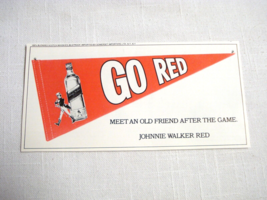 GO RED
MEET AN OLD FRIEND AFTER THE GAME.
JOHNNIE WALKER RED